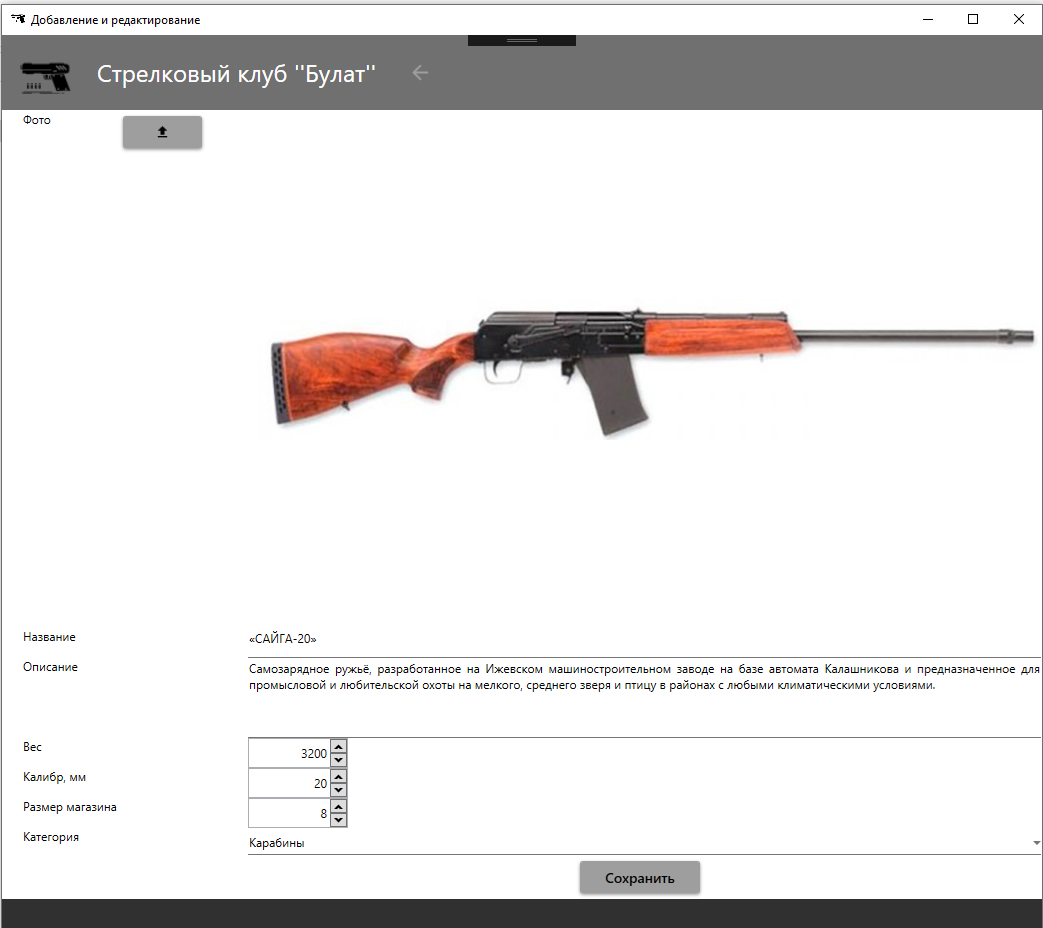 Добавление и редактирование
Стрелковый клуб "Булат"
Фото
Название
«САЙГА-20»
Описание
Самозарядное ружьё, разработанное на Ижевском машиностроительном заводе на базе автомата Калашникова и предназначенное для
промысловой и любительской охоты на мелкого, среднего зверя и птицу в районах с любыми климатическими условиями.
Вес
3200
Калибр, мм
20
Размер магазина
8
Категория
Карабины
Сохранить